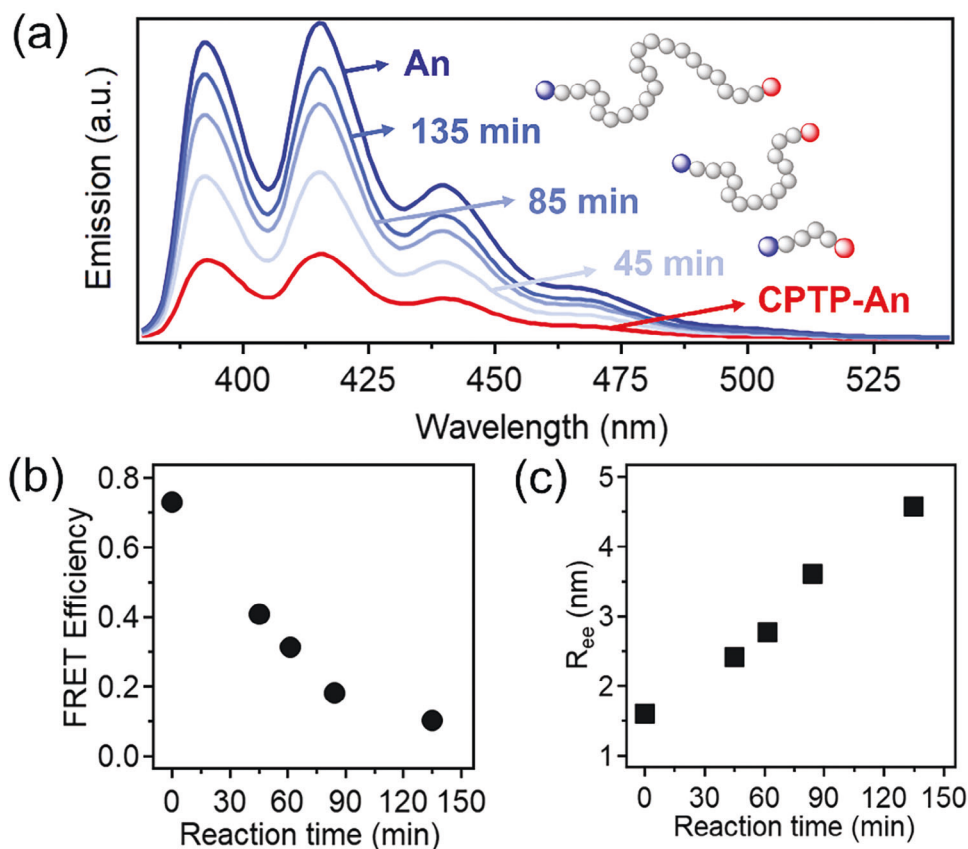 (a)
Emission (a.u.)
An
135 min
85 min
45 min
CPTP-An
400 425 450 475 500 525
Wavelength (nm)
(b)
FRET Efficiency
0.8
0.6
0.4
0.2
0.0
0 30 60 90 120 150
Reaction time (min)
(c)
R_ee (nm)
5
4
3
2
1
0 30 60 90 120 150
Reaction time (min)